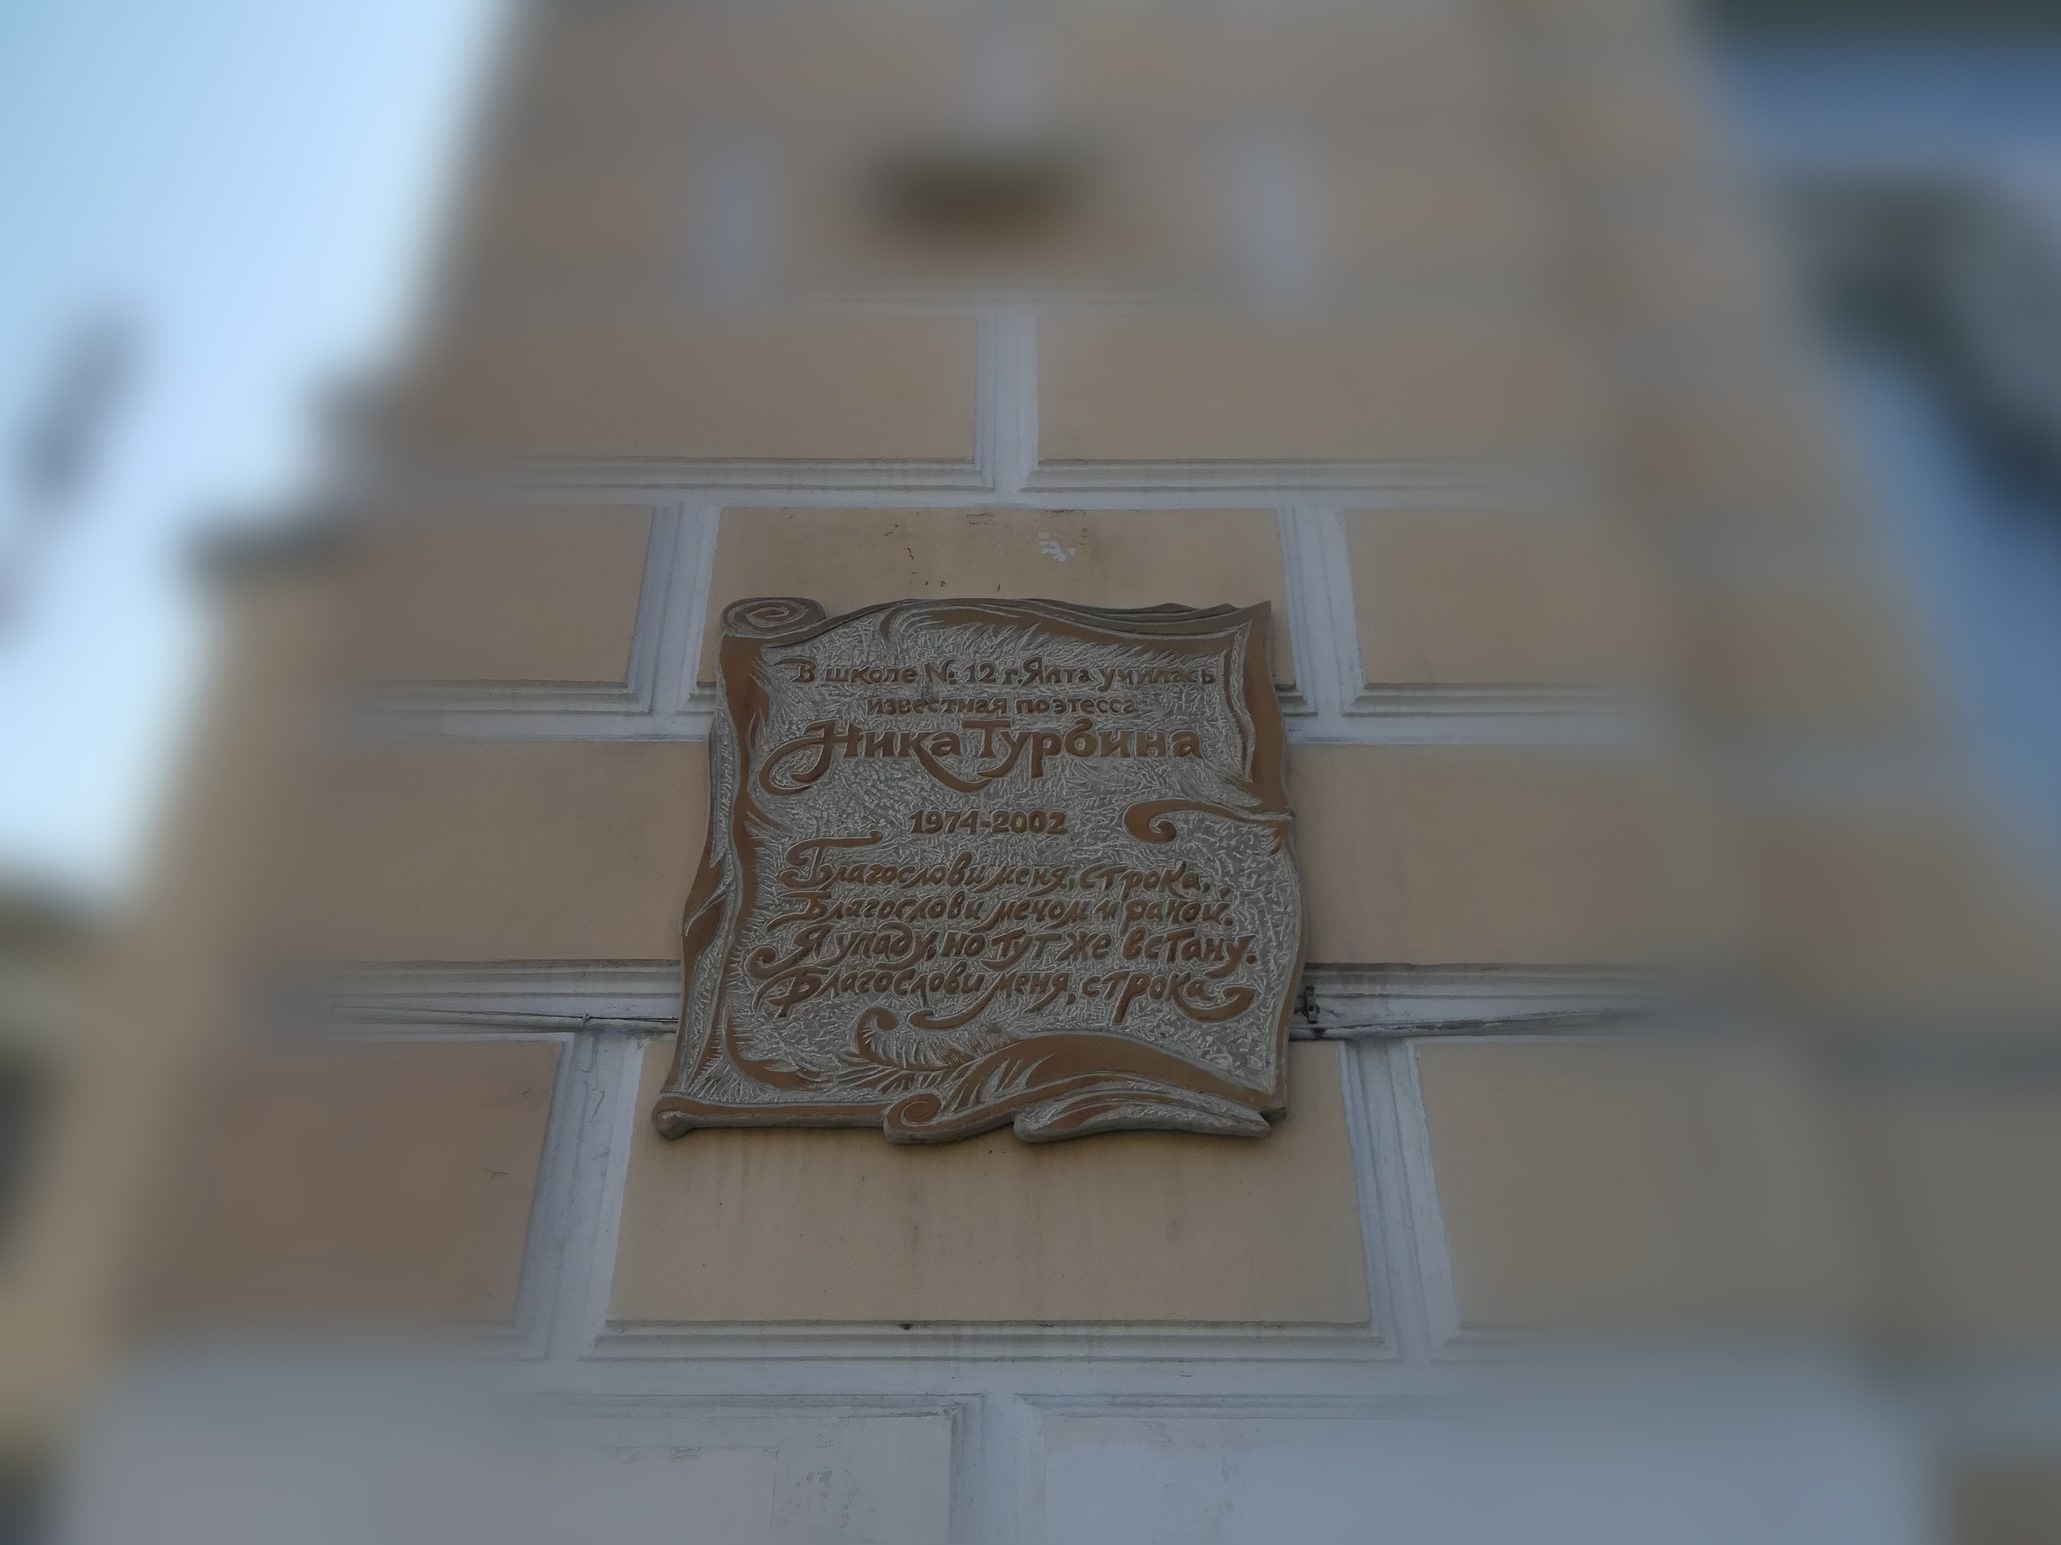 В школе №: 12 г. Ялта училась
известная поэтесса
Ника Турбина
1974-2002
Благослови меня, строка,
Благослови мечом и раной.
Я упаду, но тут же встану.
Благослови меня, строка